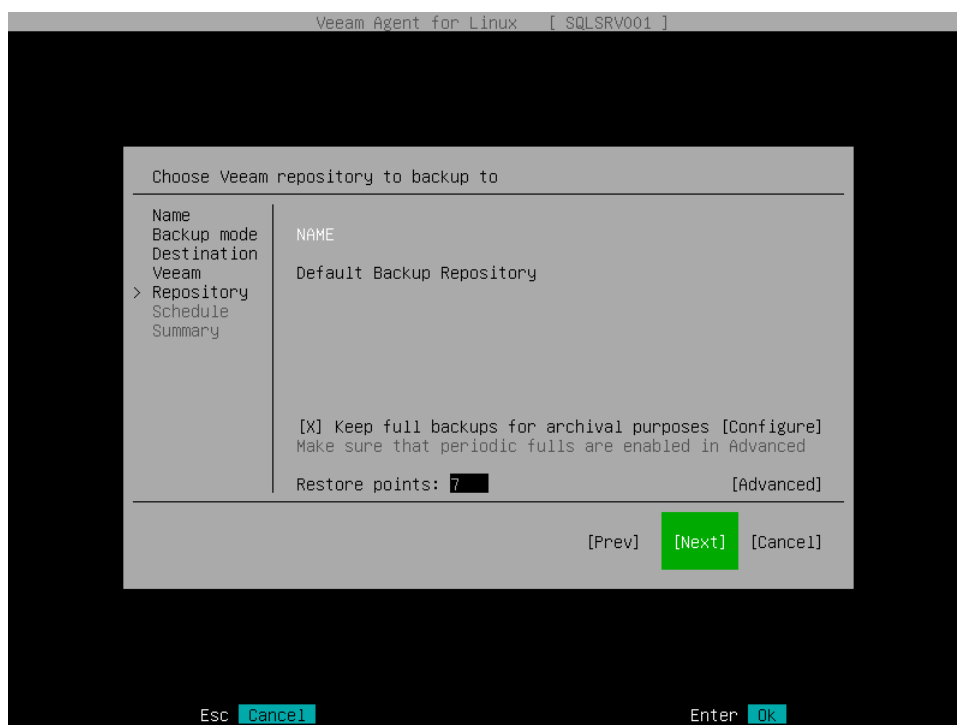 Veeam Agent for Linux [ SQLSRV001 ]
Choose Veeam repository to backup to
Name
Backup mode
Destination
Veeam
> Repository
Schedule
Summary
NAME
Default Backup Repository
[X] Keep full backups for archival purposes [Configure]
Make sure that periodic fulls are enabled in Advanced
Restore points: 7 [Advanced]
[Prev] [Next] [Cancel]
Esc Cancel Enter Ok